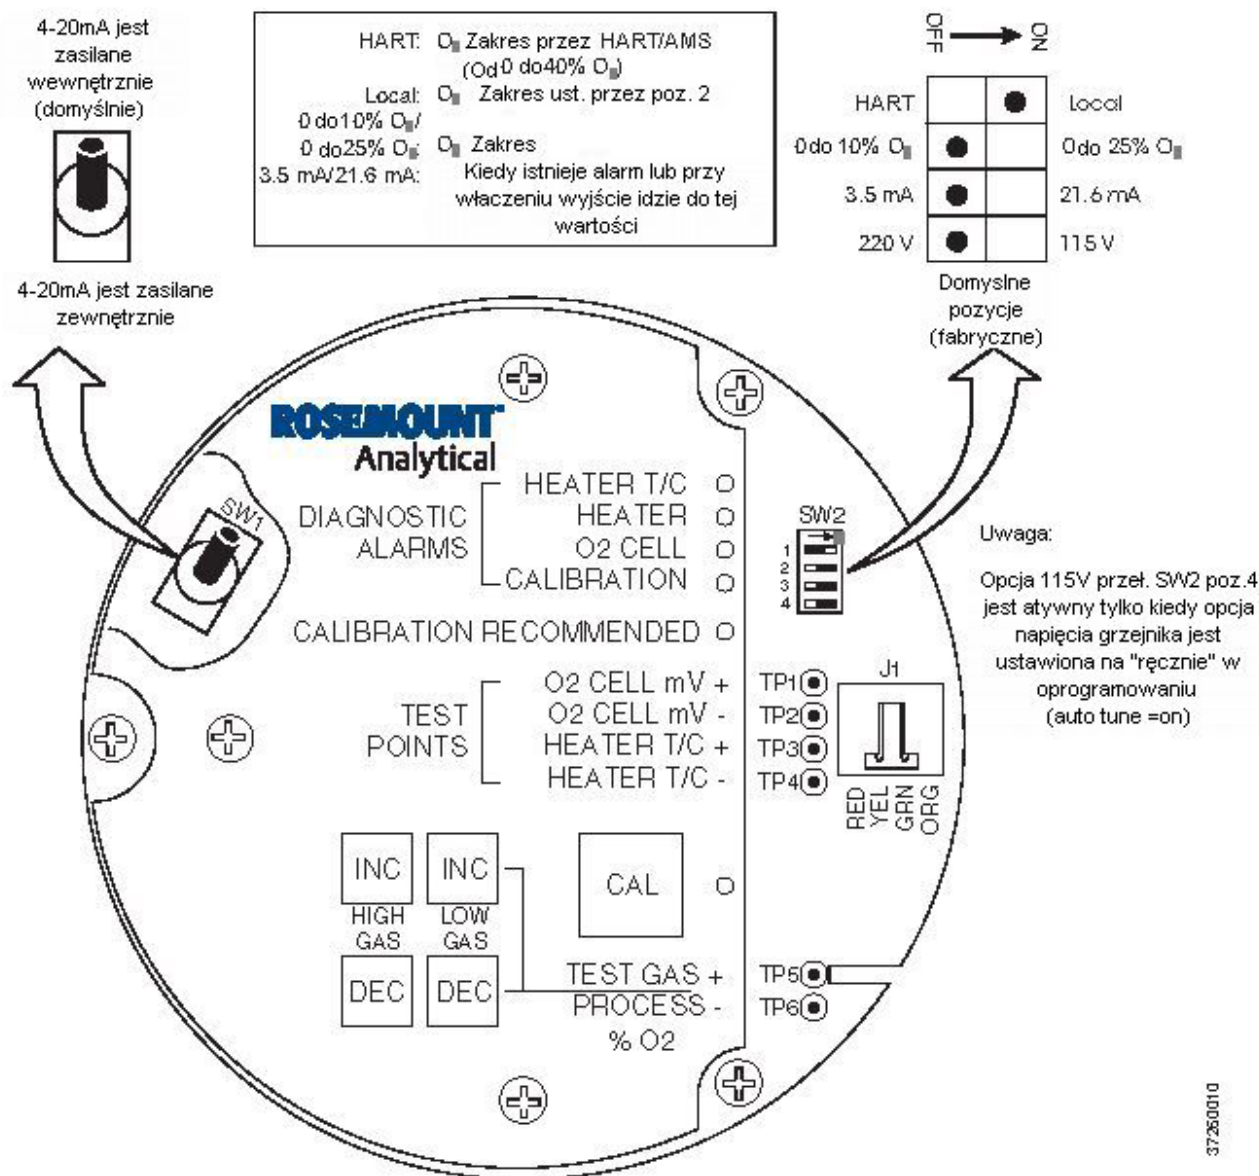 4-20mA jest
zasilane
wewnętrznie
(domyślnie)
4-20mA jest zasilane
zewnętrznie
HART: O Zakres przez HART/AMS
(Od 0 do 40% O )
Local: O Zakres ust. przez poz. 2
0 do 10% O /
0 do 25% O : O Zakres
3.5 mA/21.6 mA: Kiedy istnieje alarm lub przy
włączeniu wyjście idzie do tej
wartości
OFF ON
HART Local
0 do 10% O 0 do 25% O
3.5 mA 21.6 mA
220 V 115 V
Domyslne
pozycje
(fabryczne)
ROSEMOUNT
Analytical
SW1
DIAGNOSTIC
ALARMS
HEATER T/C
HEATER
O2 CELL
CALIBRATION
CALIBRATION RECOMMENDED
SW2
1
2
3
4
Uwaga:
Opcja 115V przeł. SW2 poz.4
jest atywny tylko kiedy opcja
napięcia grzejnika jest
ustawiona na "ręcznie" w
oprogramowaniu
(auto tune =on)
TEST
POINTS
O2 CELL mV + TP1
O2 CELL mV - TP2
HEATER T/C + TP3
HEATER T/C - TP4
J1
RED
YEL
GRN
ORG
INC INC
HIGH GAS
LOW GAS
DEC DEC
CAL
TEST GAS + TP5
PROCESS - TP6
% O2
37260010